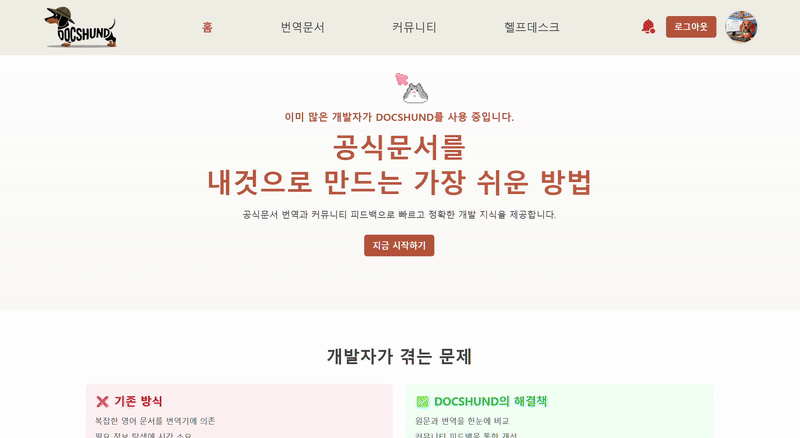 DOCSHUND
홈
번역문서
커뮤니티
헬프데스크
로그아웃
이미 많은 개발자가 DOCSHUND를 사용 중입니다.
공식문서를
내것으로 만드는 가장 쉬운 방법
공식문서 번역과 커뮤니티 피드백으로 빠르고 정확한 개발 지식을 제공합니다.
지금 시작하기
개발자가 겪는 문제
기존 방식
복잡한 영어 문서를 번역기에 의존
필요 정보 탐색에 시간 소요
DOCSHUND의 해결책
원문과 번역을 한눈에 비교
커뮤니티 피드백을 통한 개선